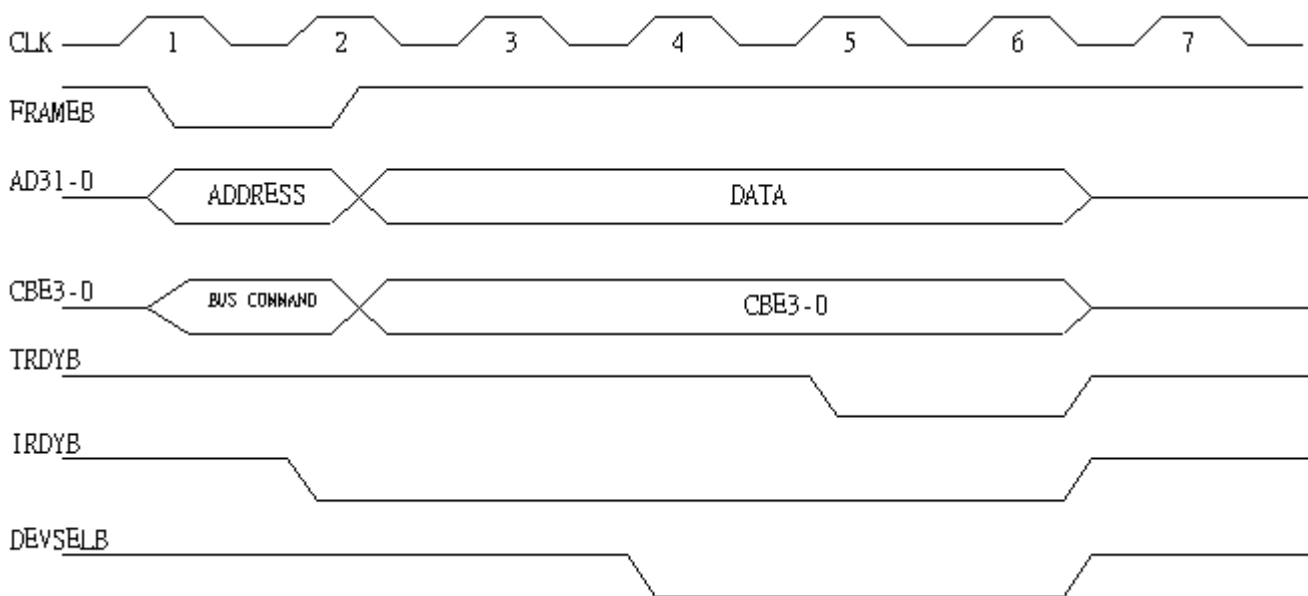 CLK 1 2 3 4 5 6 7
FRAMEB
AD31-0 ADDRESS DATA
CBE3-0 BUS COMMAND CBE3-0
TRDYB
IRDYB
DEVSELB